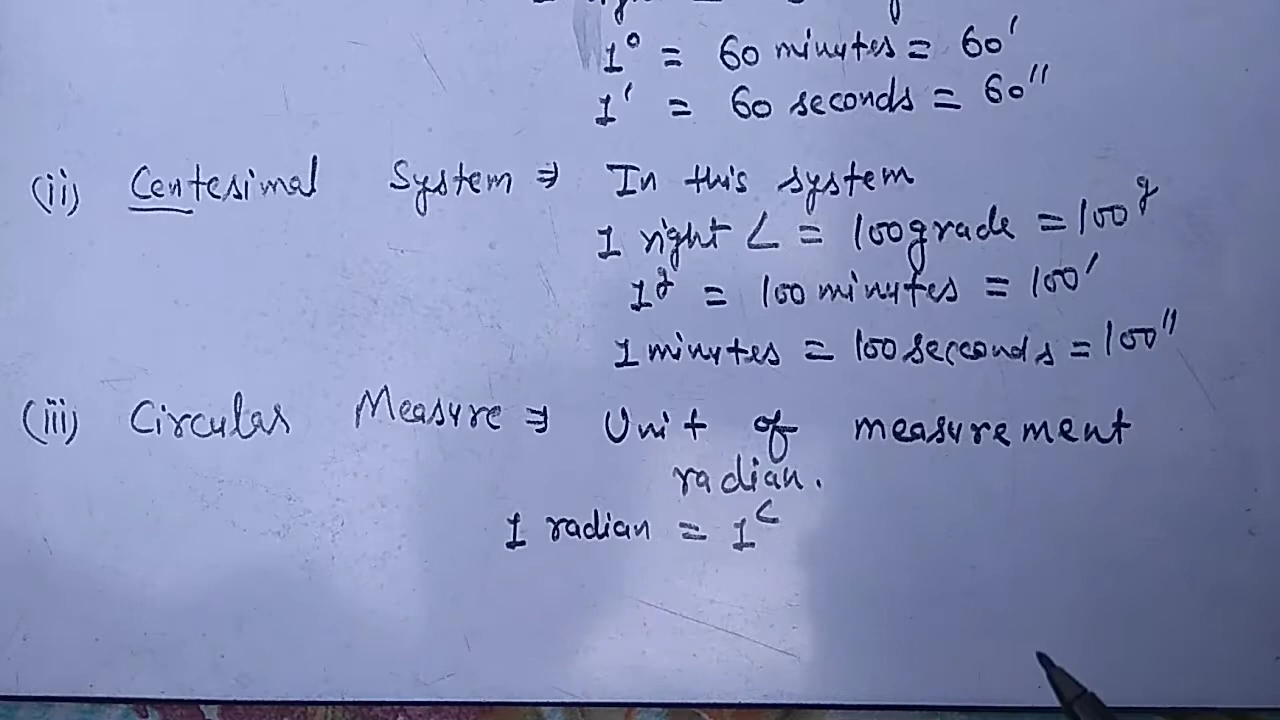 1° = 60 minutes = 60'
1' = 60 seconds = 60"
(ii) Centesimal System ⇒ In this system
1 right ∠ = 100 grade = 100^g
1^g = 100 minutes = 100'
1 minutes = 100 secconds = 100"
(iii) Circular Measure ⇒ Unit of measurement
radian.
1 radian = 1^c